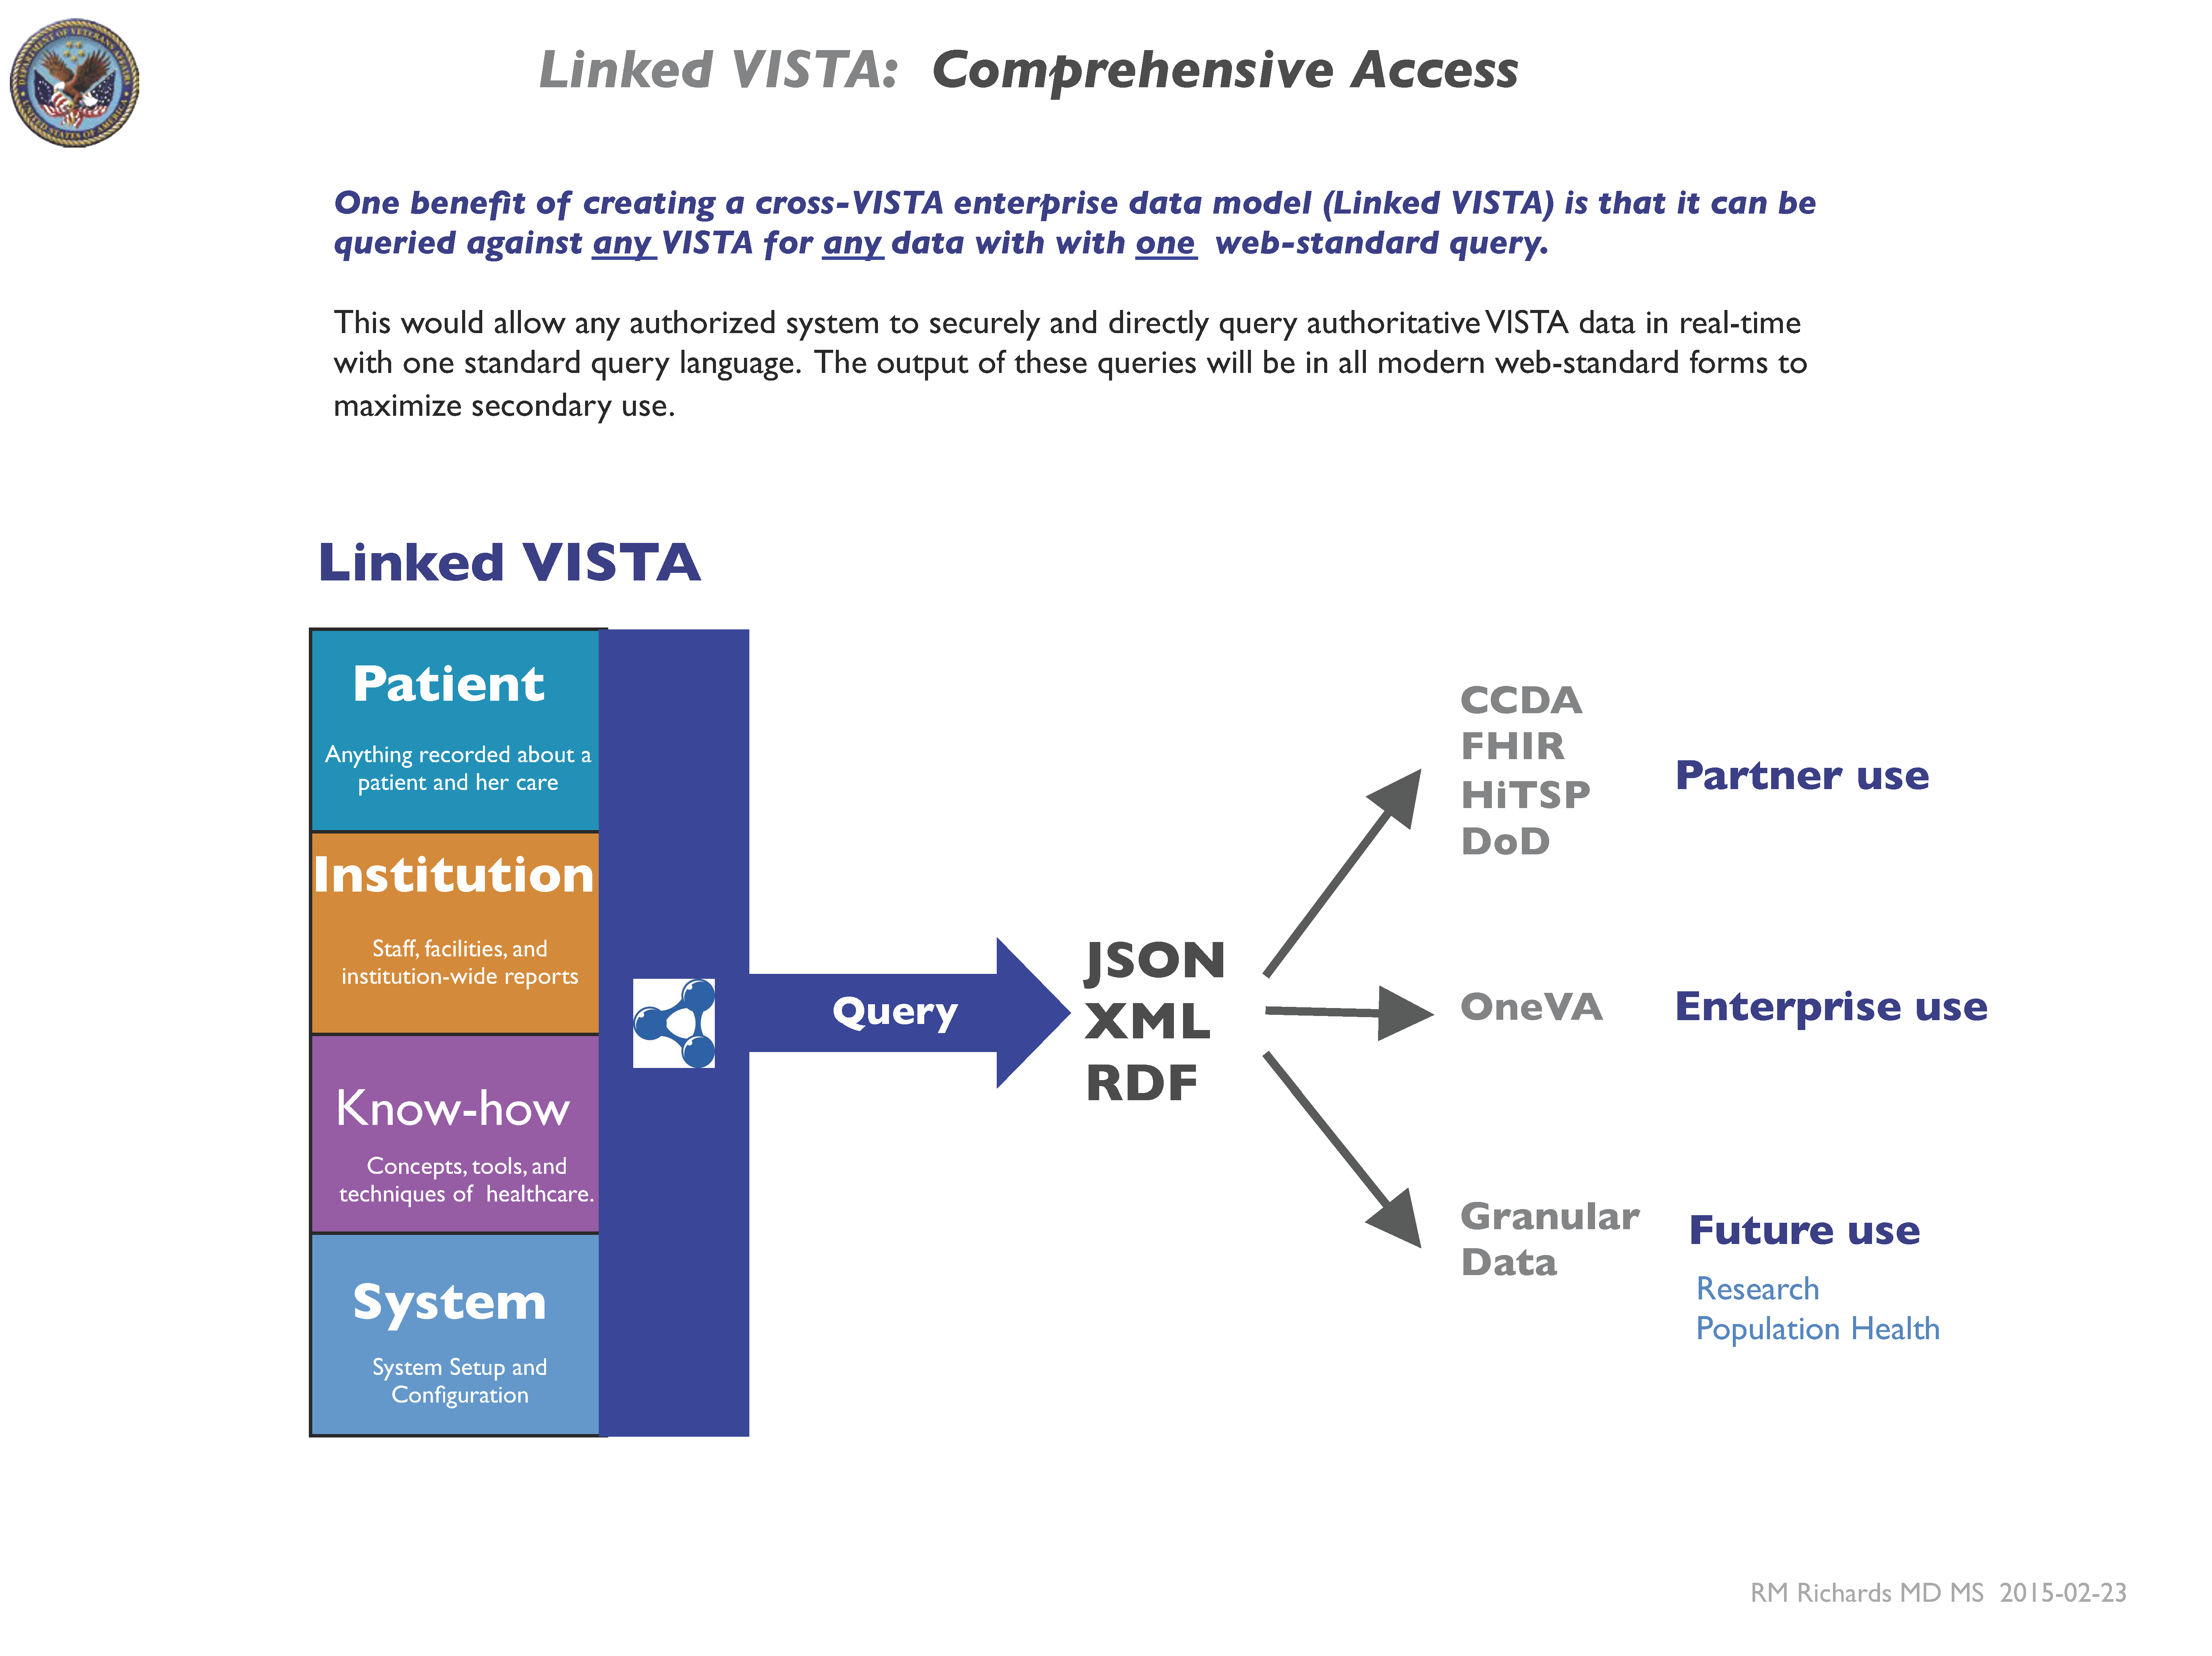 DEPARTMENT OF VETERANS AFFAIRS
UNITED STATES OF AMERICA
Linked VISTA: Comprehensive Access
One benefit of creating a cross-VISTA enterprise data model (Linked VISTA) is that it can be
queried against any VISTA for any data with with one web-standard query.
This would allow any authorized system to securely and directly query authoritative VISTA data in real-time
with one standard query language. The output of these queries will be in all modern web-standard forms to
maximize secondary use.
Linked VISTA
Patient
Anything recorded about a
patient and her care
Institution
Staff, facilities, and
institution-wide reports
Know-how
Concepts, tools, and
techniques of healthcare.
System
System Setup and
Configuration
Query
JSON
XML
RDF
CCDA
FHIR
HiTSP
DoD
Partner use
OneVA
Enterprise use
Granular
Data
Future use
Research
Population Health
RM Richards MD MS 2015-02-23